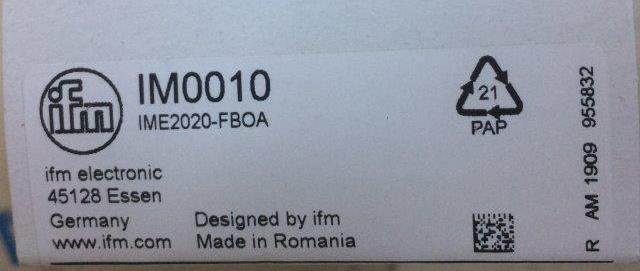 ifm
IM0010
IME2020-FBOA
21
PAP
ifm electronic
45128 Essen
Germany
www.ifm.com
Designed by ifm
Made in Romania
R AM 1909 955832